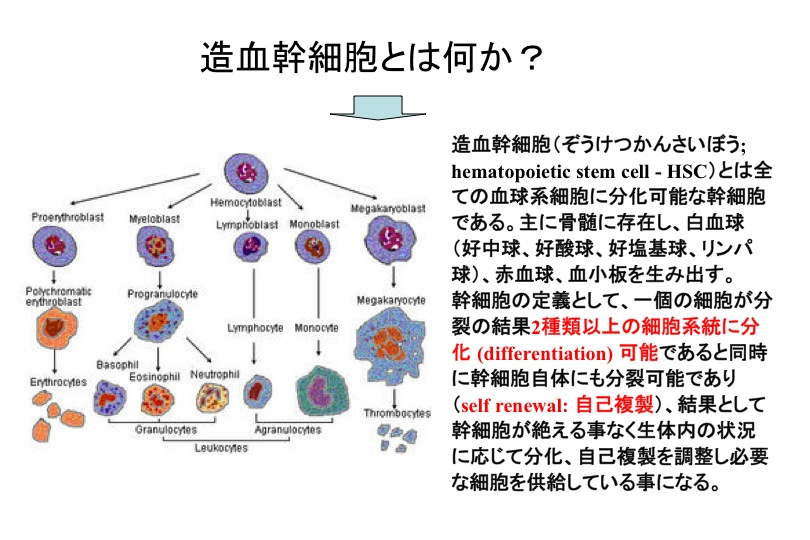 造血幹細胞とは何か？
Hemocytoblast
Proerythroblast
Myeloblast
Lymphoblast
Monoblast
Megakaryoblast
Polychromatic
erythroblast
Progranulocyte
Lymphocyte
Monocyte
Megakaryocyte
Basophil
Eosinophil
Neutrophil
Erythrocytes
Thrombocytes
Granulocytes
Agranulocytes
Leukocytes
造血幹細胞（ぞうけつかんさいぼう;
hematopoietic stem cell - HSC）とは全
ての血球系細胞に分化可能な幹細胞
である。主に骨髄に存在し、白血球
（好中球、好酸球、好塩基球、リンパ
球）、赤血球、血小板を生み出す。
幹細胞の定義として、一個の細胞が分
裂の結果2種類以上の細胞系統に分
化 (differentiation) 可能であると同時
に幹細胞自体にも分裂可能であり
（self renewal: 自己複製）、結果として
幹細胞が絶える事なく生体内の状況
に応じて分化、自己複製を調整し必要
な細胞を供給している事になる。